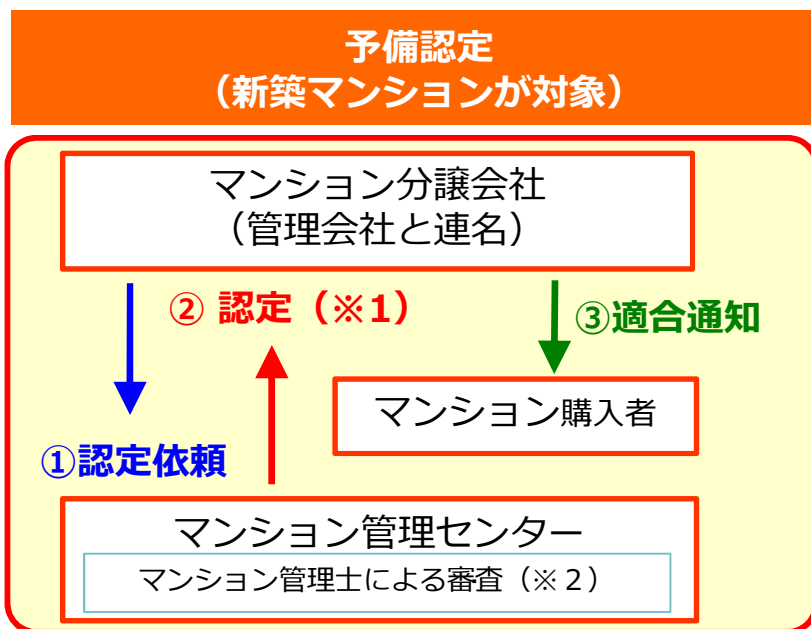 予備認定
（新築マンションが対象）
マンション分譲会社
（管理会社と連名）
② 認定（※1）
③適合通知
マンション購入者
①認定依頼
マンション管理センター
マンション管理士による審査（※２）